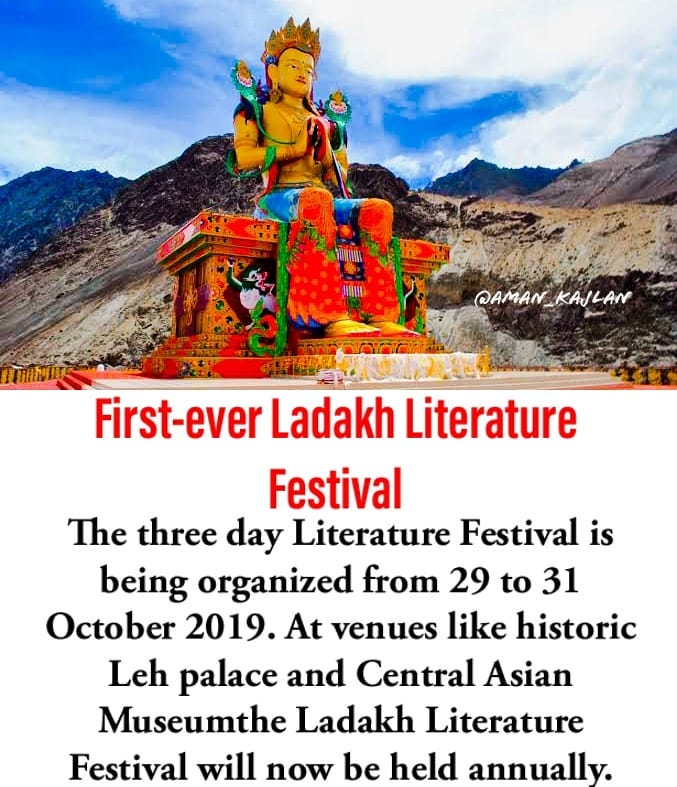 @AMAN_KAJLAN
First-ever Ladakh Literature
Festival
The three day Literature Festival is
being organized from 29 to 31
October 2019. At venues like historic
Leh palace and Central Asian
Museumthe Ladakh Literature
Festival will now be held annually.